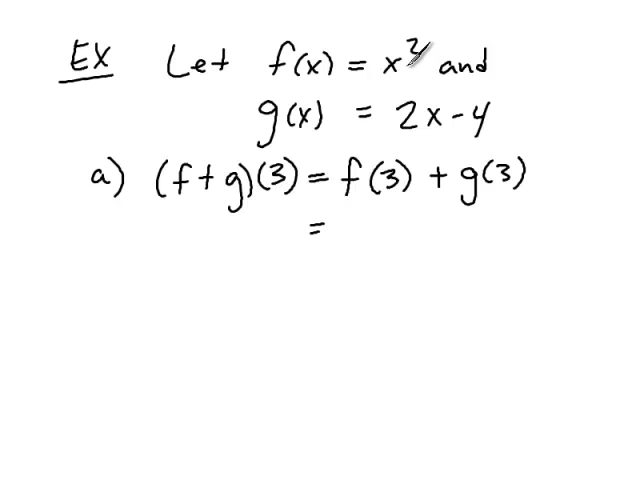 EX Let f(x) = x² and
g(x) = 2x - 4
a) (f + g)(3) = f(3) + g(3)
=